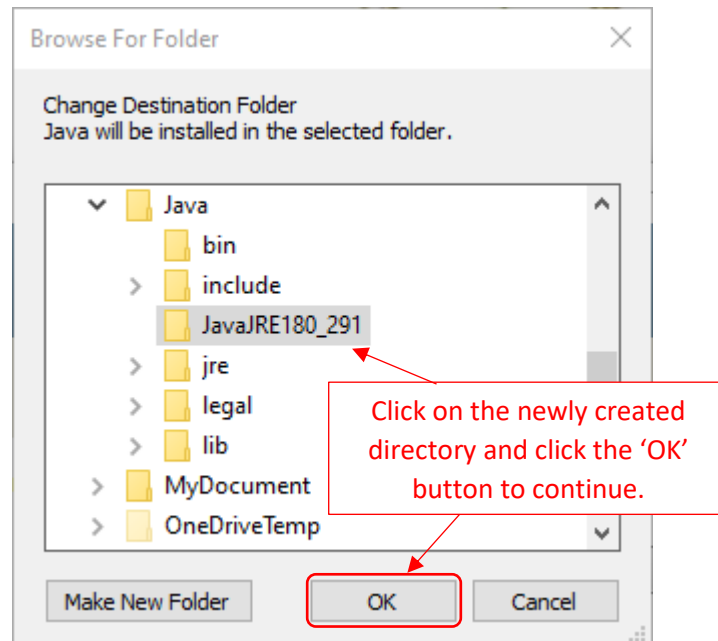 Browse For Folder
Change Destination Folder
Java will be installed in the selected folder.
Java
bin
include
JavaJRE180_291
jre
legal
lib
MyDocument
OneDriveTemp
Click on the newly created
directory and click the ‘OK’
button to continue.
Make New Folder
OK
Cancel